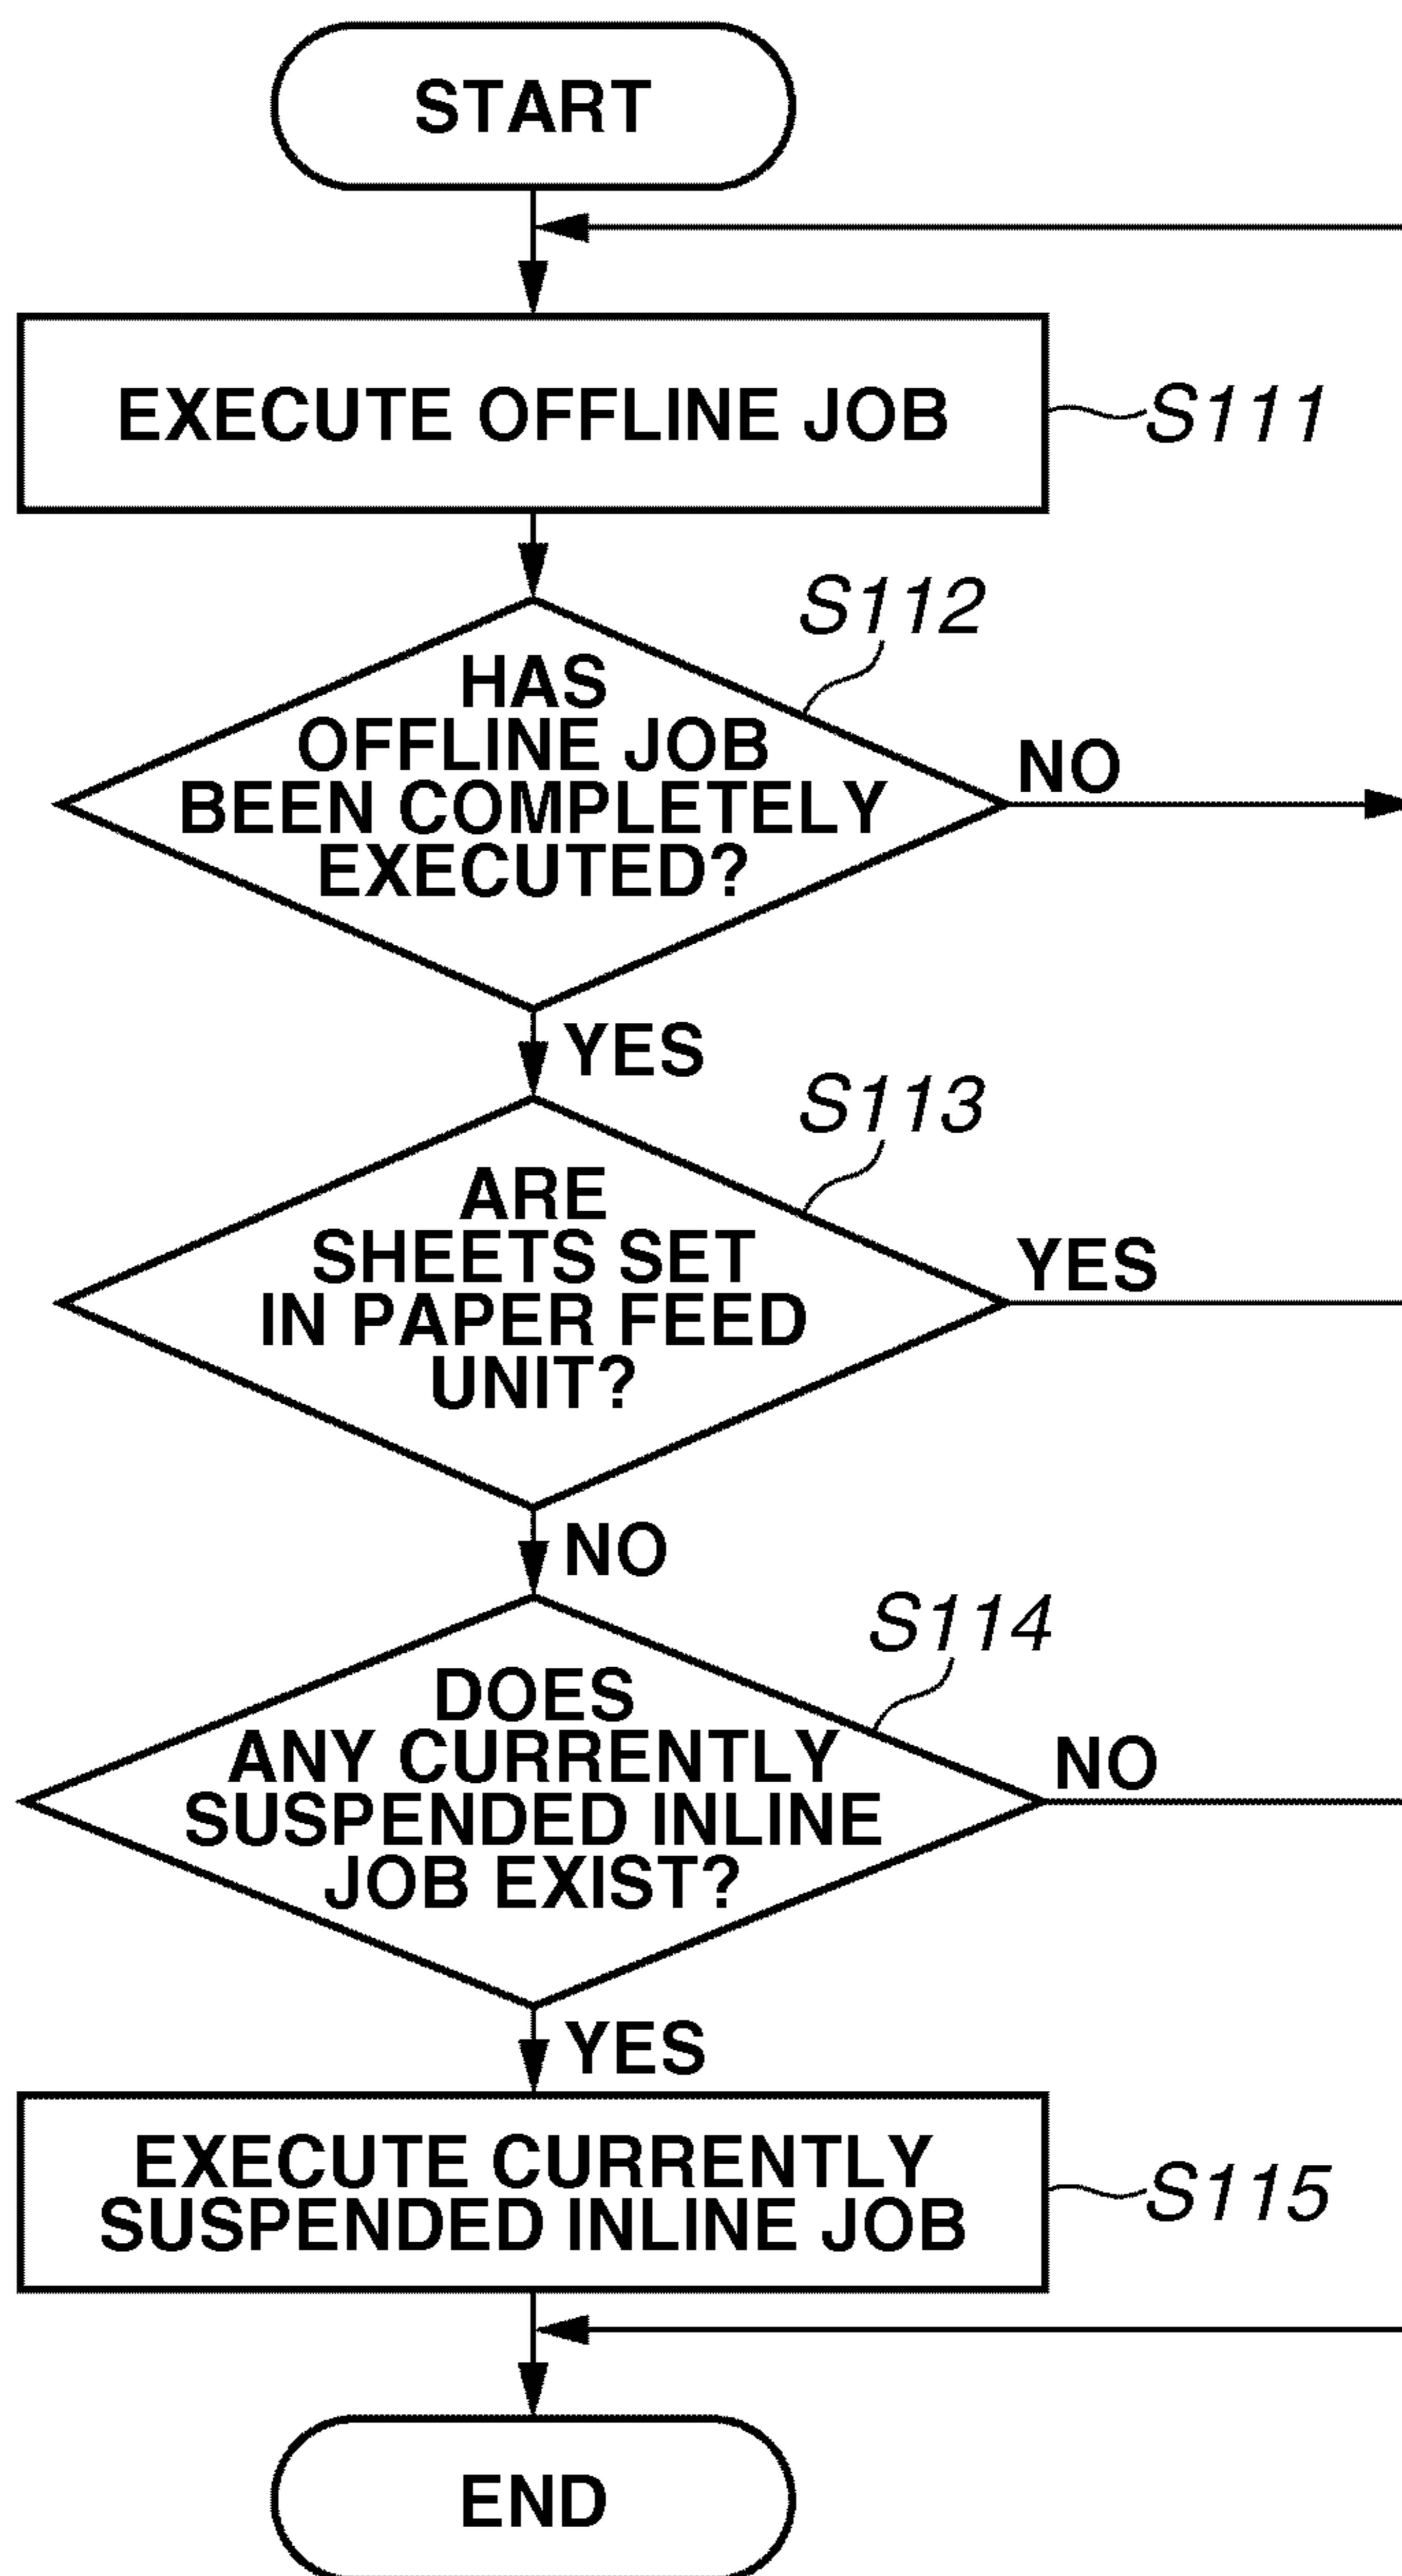 START
EXECUTE OFFLINE JOB
S111
S112
HAS
OFFLINE JOB
BEEN COMPLETELY
EXECUTED?
NO
YES
S113
ARE
SHEETS SET
IN PAPER FEED
UNIT?
YES
NO
S114
DOES
ANY CURRENTLY
SUSPENDED INLINE
JOB EXIST?
NO
YES
EXECUTE CURRENTLY
SUSPENDED INLINE JOB
S115
END